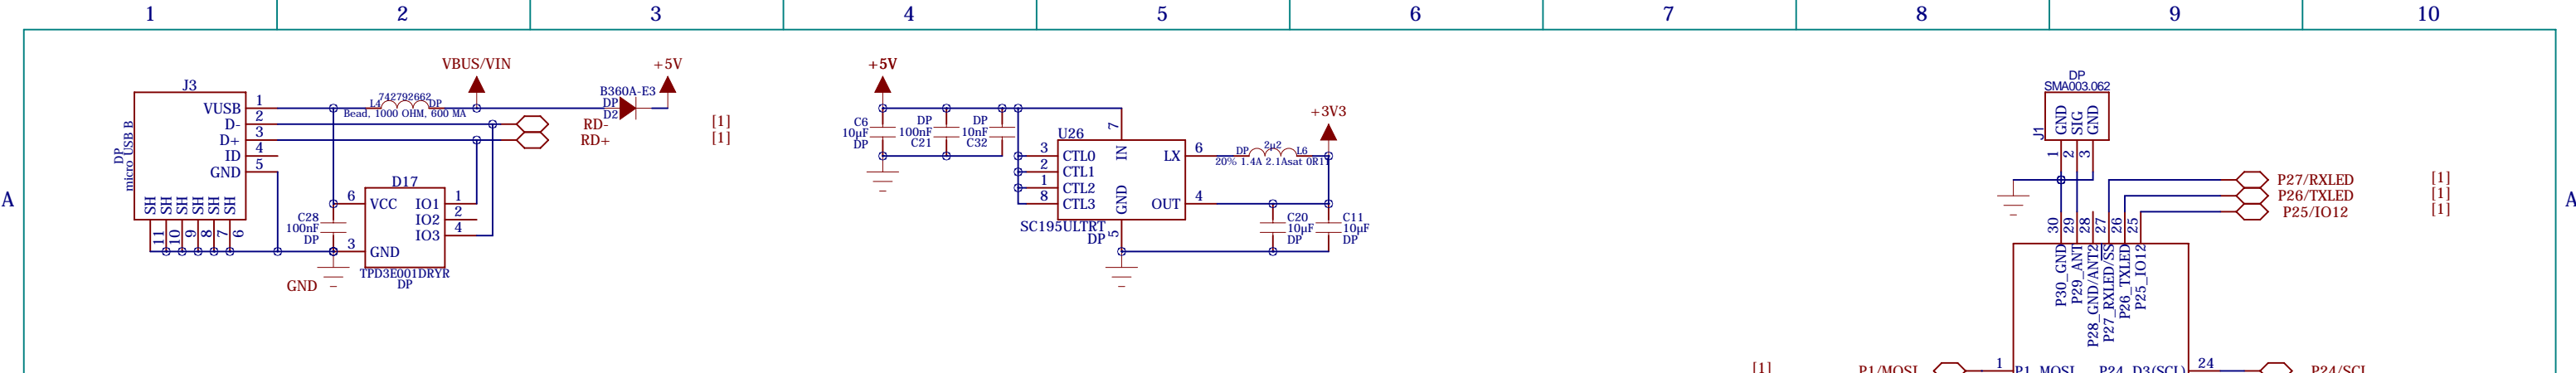 1 2 3 4 5 6 7 8 9 10
A
A
J3
DP
micro USB B
VUSB 1
D- 2
D+ 3
ID 4
GND 5
SH SH SH SH SH SH
11 10 9 8 7 6
VBUS/VIN
742792662
L4 DP
Bead, 1000 OHM, 600 MA
+5V
B360A-E3
DP
D2
RD- [1]
RD+ [1]
D17
6 VCC IO1 1
IO2 2
IO3 4
3 GND
TPD3E001DRYR
DP
C28
100nF
DP
GND
+5V
C6
10µF
DP
DP
100nF
C21
DP
10nF
C32
U26
7
IN
3 CTL0 LX 6
2 CTL1
1 CTL2
8 CTL3 OUT 4
GND
5
SC195ULTRT
DP
2µ2
DP L6
20% 1.4A 2.1Asat 0R11
+3V3
C20
10µF
DP
C11
10µF
DP
DP
SMA003.062
J1
GND SIG GND
1 2 3
P27/RXLED [1]
P26/TXLED [1]
P25/IO12 [1]
30 29 28 27 26 25
P30_GND
P29_ANT
P28_GND/ANT2
P27_RXLED/SS
P26_TXLED
P25_IO12
[1] P1/MOSI 1 P1_MOSI P24_D3(SCL) 24 P24/SCL